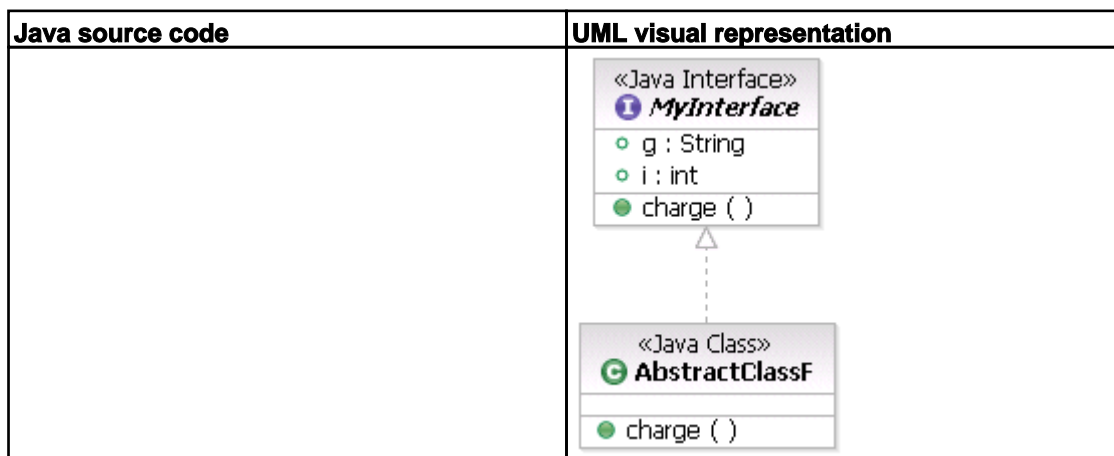 Java source code
UML visual representation
«Java Interface»
I MyInterface
g : String
i : int
charge ( )
«Java Class»
C AbstractClassF
charge ( )